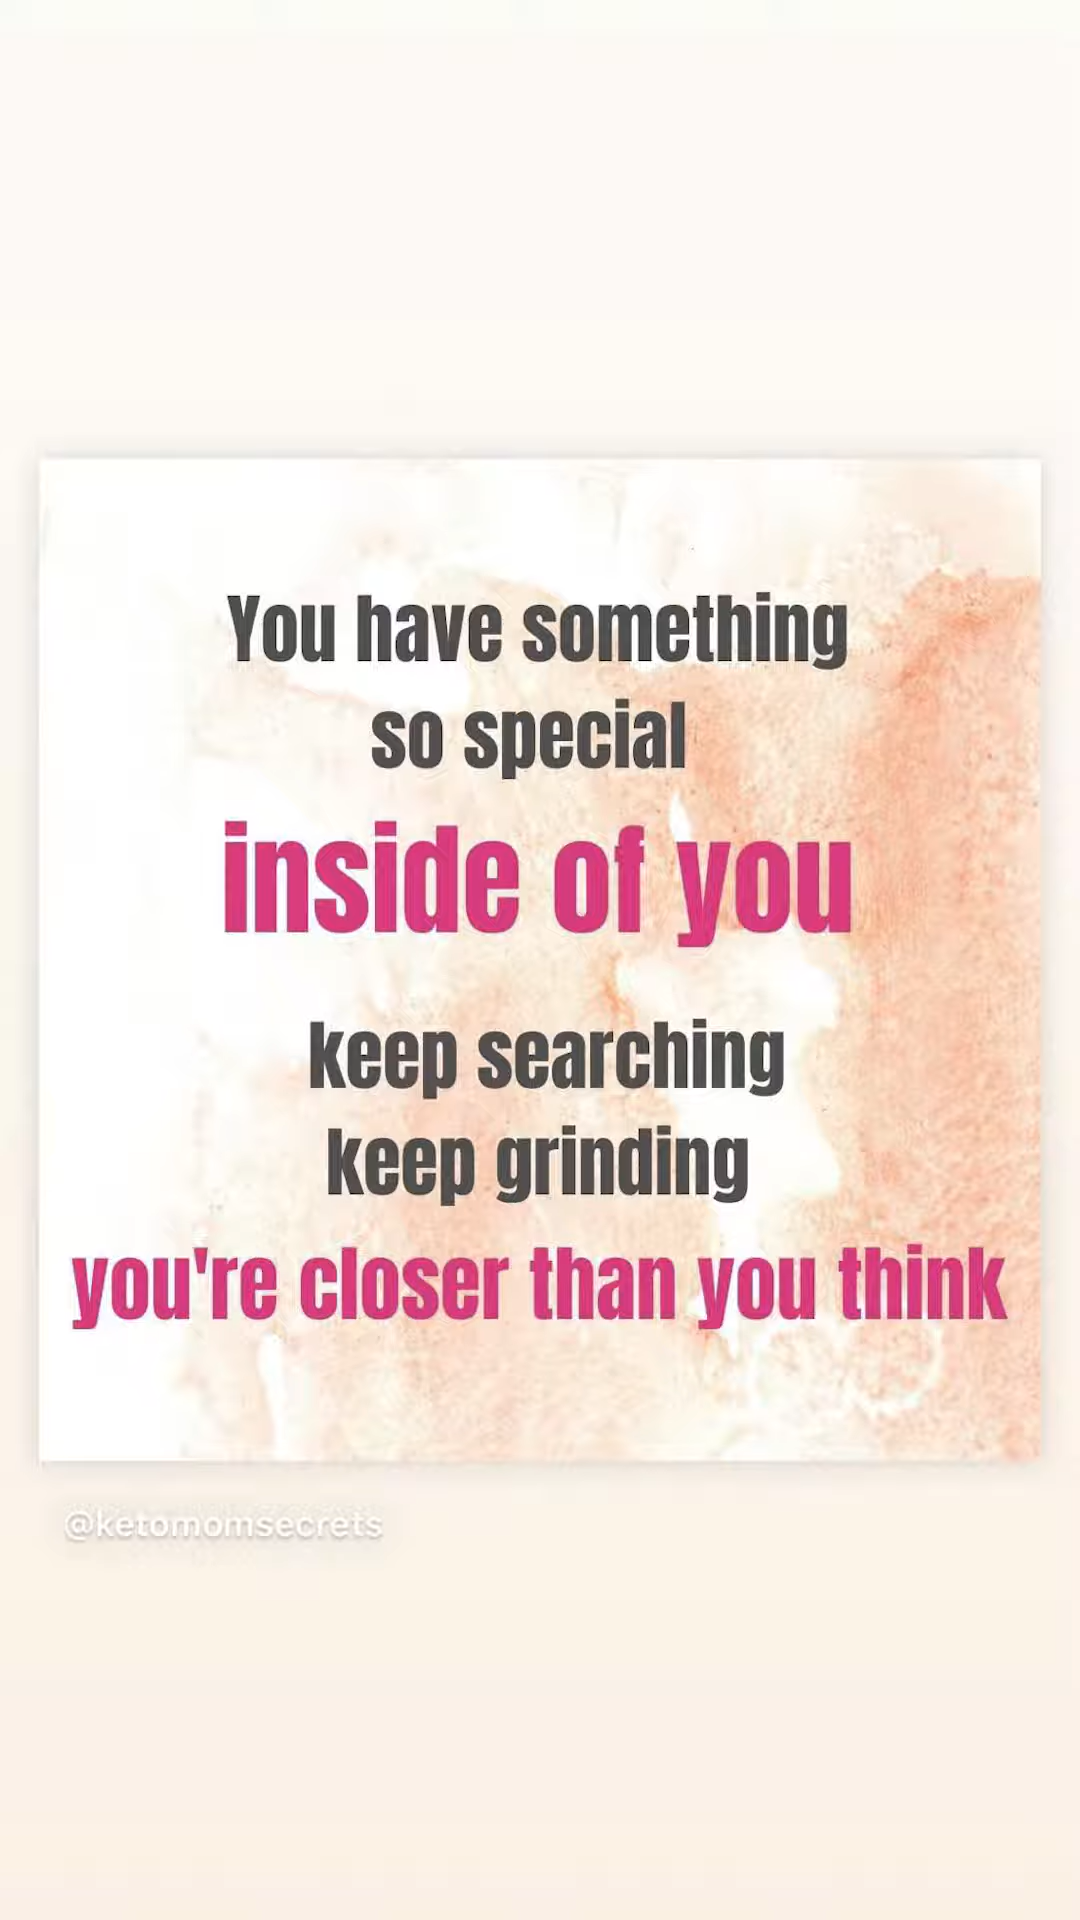 You have something
so special
inside of you
keep searching
keep grinding
you're closer than you think
@ketomomsecrets